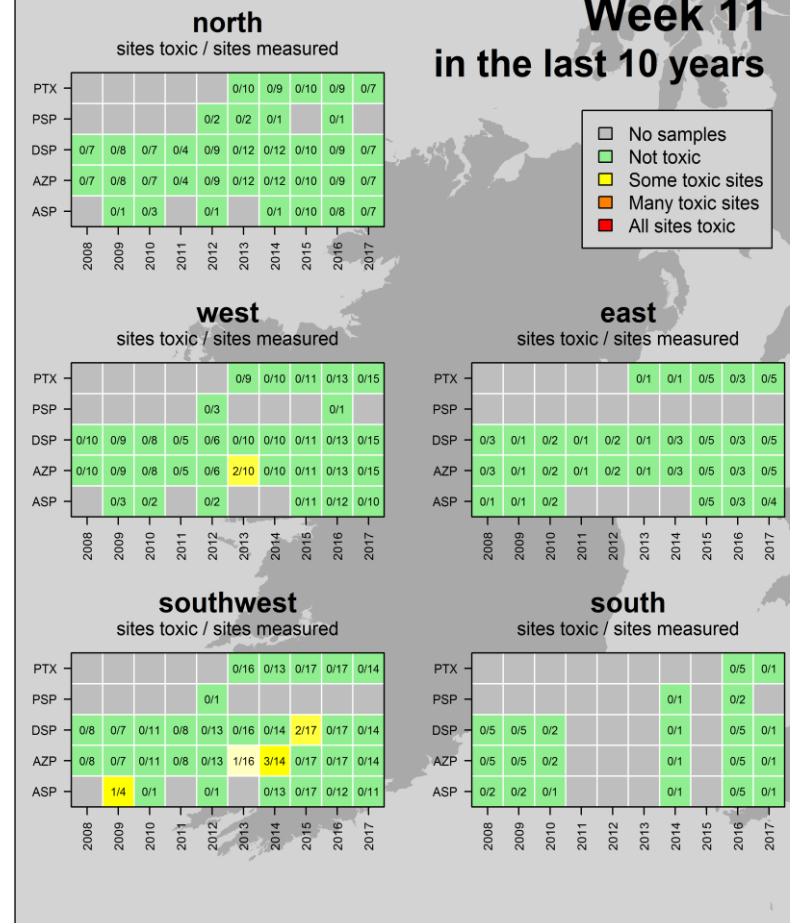 Week 11
in the last 10 years
No samples
Not toxic
Some toxic sites
Many toxic sites
All sites toxic
north
sites toxic / sites measured
PTX 0/10 0/9 0/10 0/9 0/7
PSP 0/2 0/2 0/1 0/1
DSP 0/7 0/8 0/7 0/4 0/9 0/12 0/12 0/10 0/9 0/7
AZP 0/7 0/8 0/7 0/4 0/9 0/12 0/12 0/10 0/9 0/7
ASP 0/1 0/3 0/1 0/1 0/10 0/8 0/7
2008 2009 2010 2011 2012 2013 2014 2015 2016 2017
west
sites toxic / sites measured
PTX 0/9 0/10 0/11 0/13 0/15
PSP 0/3 0/1
DSP 0/10 0/9 0/8 0/5 0/6 0/10 0/10 0/11 0/13 0/15
AZP 0/10 0/9 0/8 0/5 0/6 2/10 0/10 0/11 0/13 0/15
ASP 0/3 0/2 0/2 0/11 0/12 0/10
2008 2009 2010 2011 2012 2013 2014 2015 2016 2017
east
sites toxic / sites measured
PTX 0/1 0/1 0/5 0/3 0/5
PSP
DSP 0/3 0/1 0/2 0/1 0/2 0/1 0/3 0/5 0/3 0/5
AZP 0/3 0/1 0/2 0/1 0/2 0/1 0/3 0/5 0/3 0/5
ASP 0/1 0/1 0/2 0/5 0/3 0/4
2008 2009 2010 2011 2012 2013 2014 2015 2016 2017
southwest
sites toxic / sites measured
PTX 0/16 0/13 0/17 0/17 0/14
PSP 0/1
DSP 0/8 0/7 0/11 0/8 0/13 0/16 0/14 2/17 0/17 0/14
AZP 0/8 0/7 0/11 0/8 0/13 1/16 3/14 0/17 0/17 0/14
ASP 1/4 0/1 0/1 0/13 0/17 0/12 0/11
2008 2009 2010 2011 2012 2013 2014 2015 2016 2017
south
sites toxic / sites measured
PTX 0/5 0/1
PSP 0/1 0/2
DSP 0/5 0/5 0/2 0/1 0/5 0/1
AZP 0/5 0/5 0/2 0/1 0/5 0/1
ASP 0/2 0/2 0/1 0/1 0/5 0/1
2008 2009 2010 2011 2012 2013 2014 2015 2016 2017